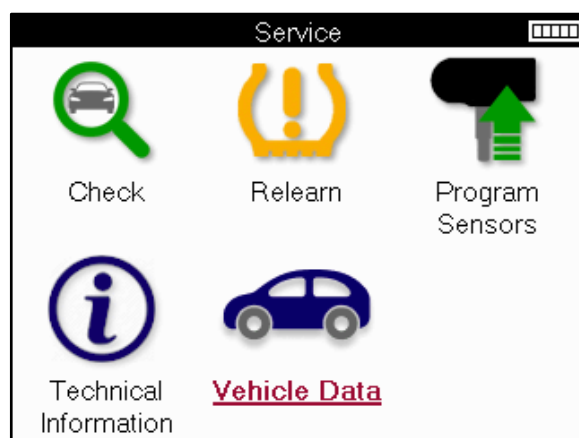 Service
Check
Relearn
Program
Sensors
Technical
Information
Vehicle Data